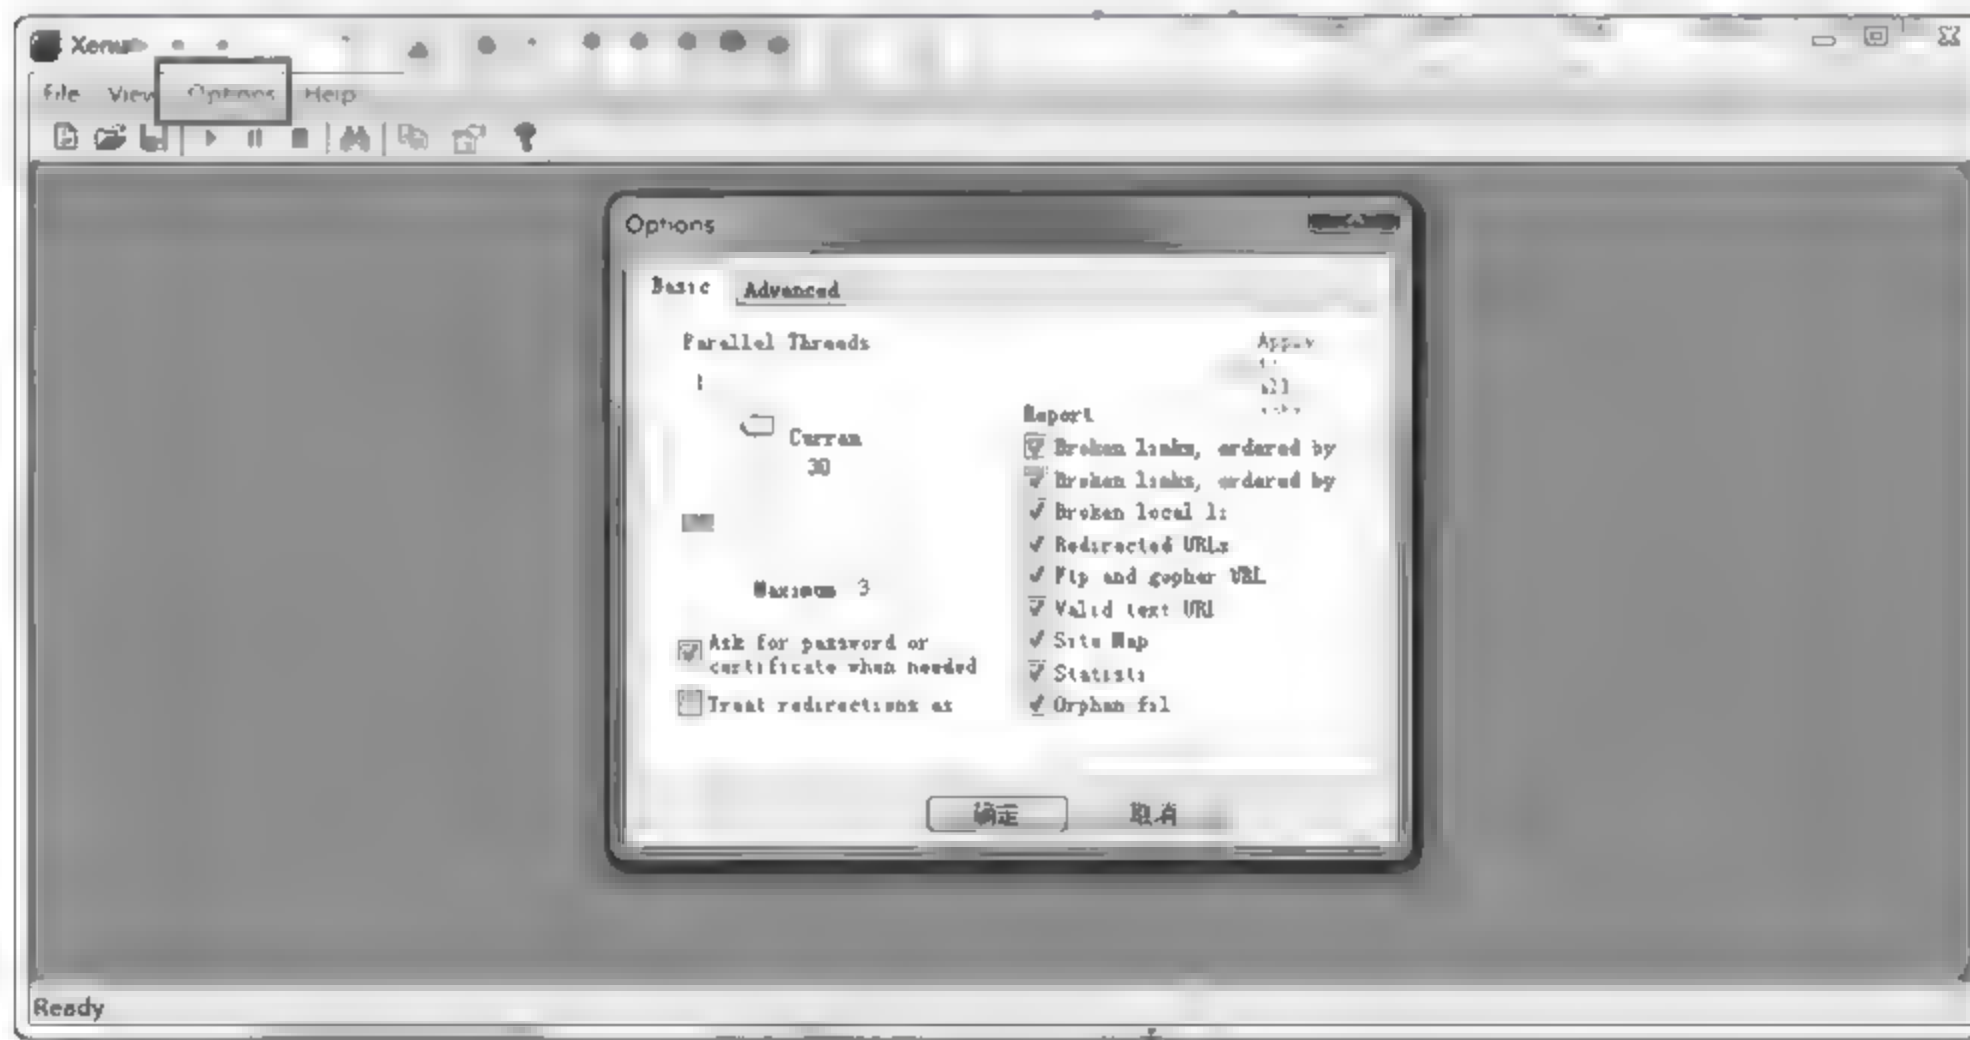 Xenu
File View Options Help
Options
Basic Advanced
Parallel Threads
Apply
all
Curren
30
Maximum 3
Ask for password or
certificate when needed
Treat redirections as
Report
Broken links, ordered by
Broken links, ordered by
Broken local li
Redirected URLs
Ftp and gopher URL
Valid text URL
Site Map
Statisti
Orphan fil
确定 取消
Ready